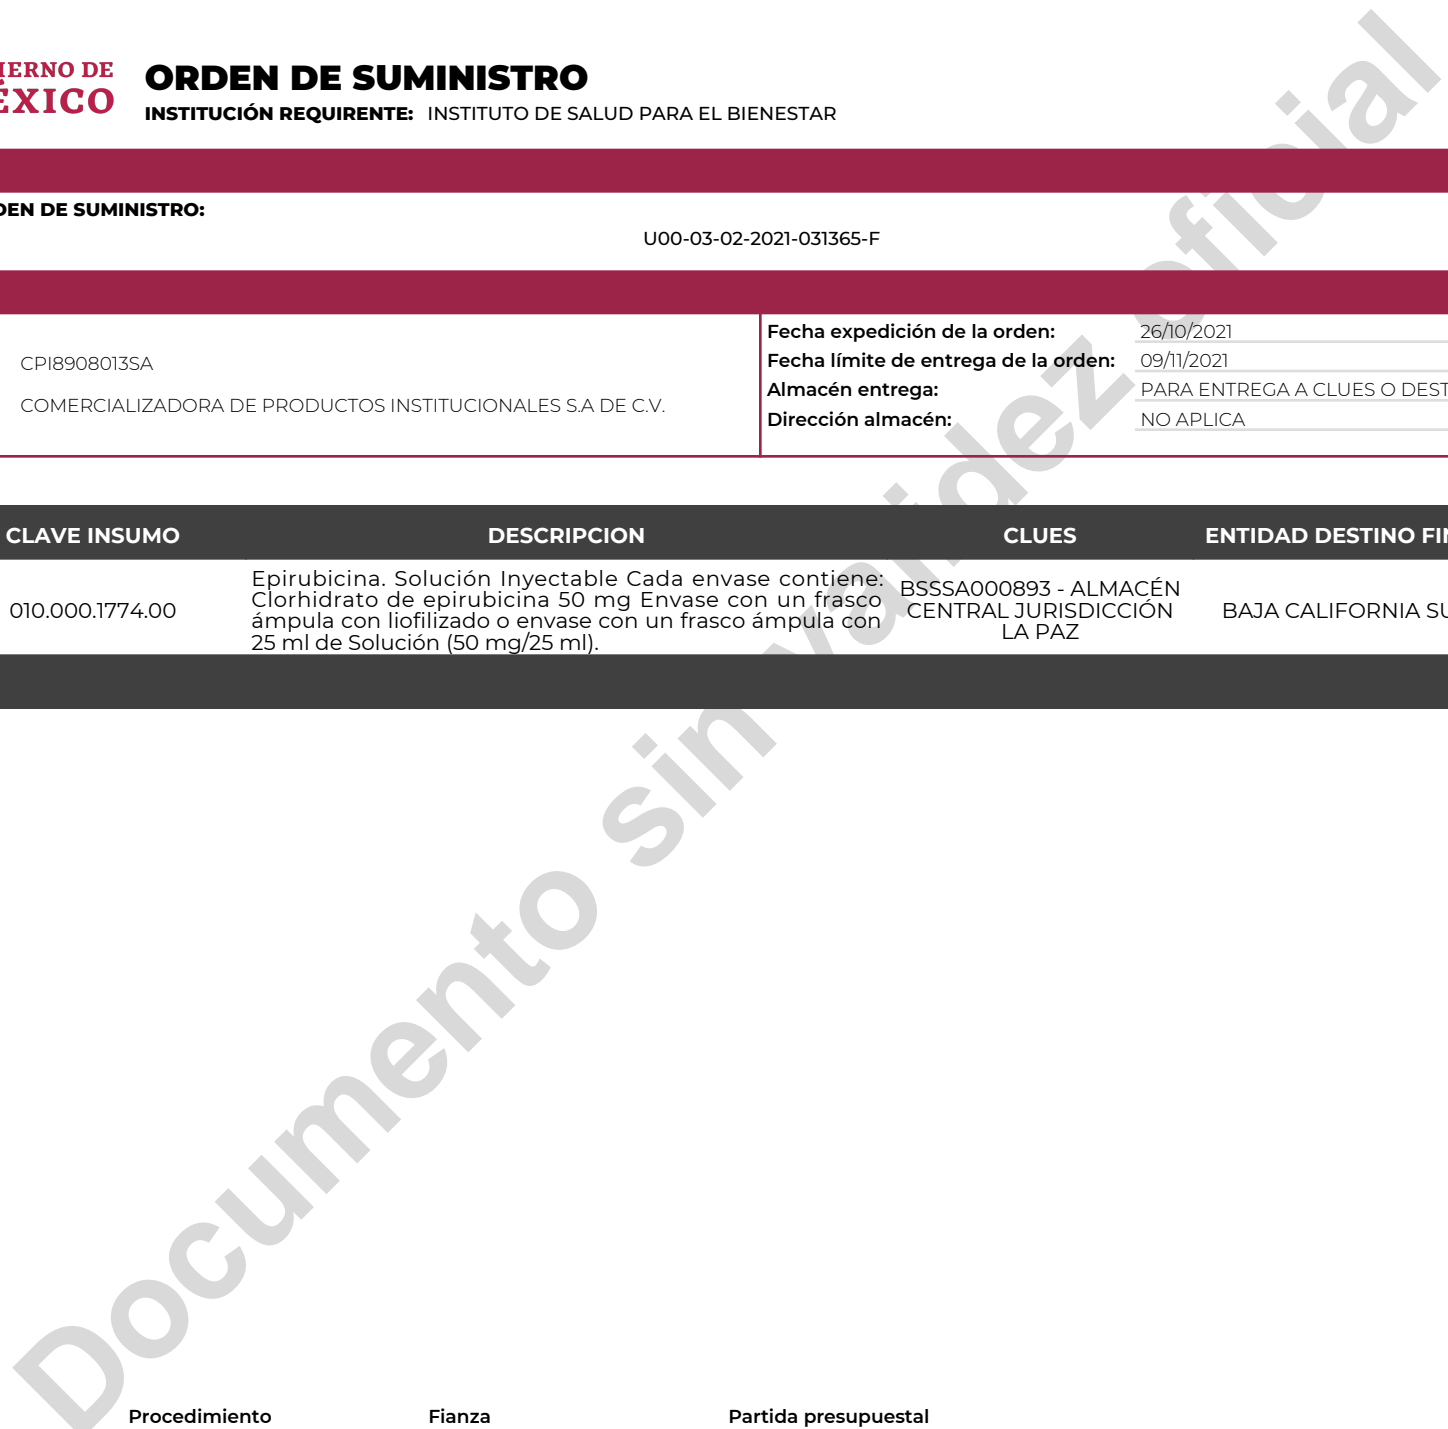 IERNO DE
ÉXICO
ORDEN DE SUMINISTRO
INSTITUCIÓN REQUIRENTE: INSTITUTO DE SALUD PARA EL BIENESTAR
DEN DE SUMINISTRO:
U00-03-02-2021-031365-F
CPI8908013SA
COMERCIALIZADORA DE PRODUCTOS INSTITUCIONALES S.A DE C.V.
Fecha expedición de la orden: 26/10/2021
Fecha límite de entrega de la orden: 09/11/2021
Almacén entrega: PARA ENTREGA A CLUES O DEST
Dirección almacén: NO APLICA
CLAVE INSUMO DESCRIPCION CLUES ENTIDAD DESTINO FIN
010.000.1774.00
Epirubicina. Solución Inyectable Cada envase contiene:
Clorhidrato de epirubicina 50 mg Envase con un frasco
ámpula con liofilizado o envase con un frasco ámpula con
25 ml de Solución (50 mg/25 ml).
BSSSA000893 - ALMACÉN
CENTRAL JURISDICCIÓN
LA PAZ
BAJA CALIFORNIA SU
Documento sin validez oficial
Procedimiento Fianza Partida presupuestal